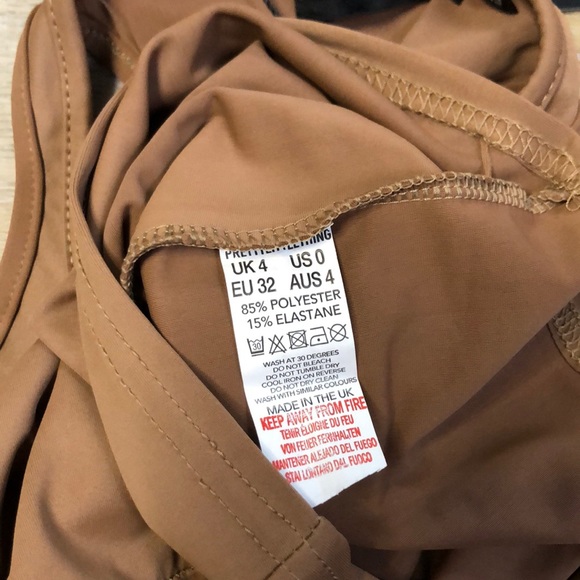 PRETTYLITTLETHING
UK 4 US 0
EU 32 AUS 4
85% POLYESTER
15% ELASTANE
30
WASH AT 30 DEGREES
DO NOT BLEACH
DO NOT TUMBLE DRY
COOL IRON ON REVERSE
DO NOT DRY CLEAN
WASH WITH SIMILAR COLOURS
MADE IN THE UK
KEEP AWAY FROM FIRE
TENIR ÉLOIGNE DU FEU
VON FEUER FERNHALTEN
MANTENER ALEJADO DEL FUEGO
STAI LONTANO DAL FUOCO